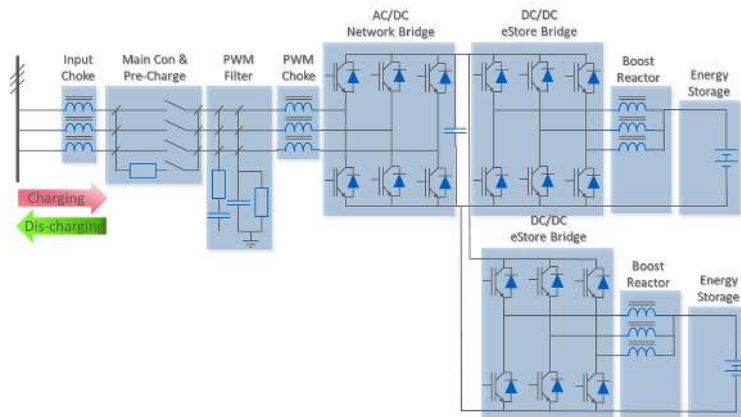 AC/DC
Network Bridge
DC/DC
eStore Bridge
Input
Choke
Main Con &
Pre-Charge
PWM
Filter
PWM
Choke
Boost
Reactor
Energy
Storage
Charging
Dis-charging
DC/DC
eStore Bridge
Boost
Reactor
Energy
Storage